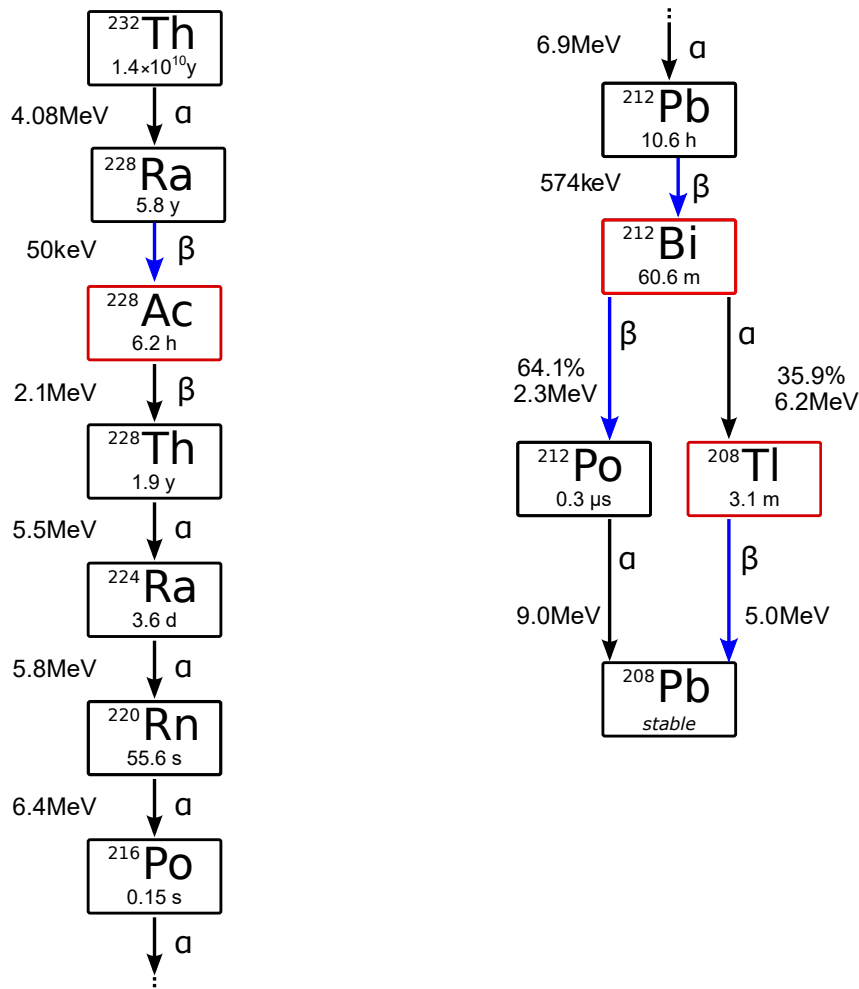 ²³²Th
1.4×10¹⁰y
4.08MeV α
²²⁸Ra
5.8 y
50keV β
²²⁸Ac
6.2 h
2.1MeV β
²²⁸Th
1.9 y
5.5MeV α
²²⁴Ra
3.6 d
5.8MeV α
²²⁰Rn
55.6 s
6.4MeV α
²¹⁶Po
0.15 s
α
6.9MeV α
²¹²Pb
10.6 h
574keV β
²¹²Bi
60.6 m
β α
64.1% 35.9%
2.3MeV 6.2MeV
²¹²Po ²⁰⁸Tl
0.3 µs 3.1 m
α β
9.0MeV 5.0MeV
²⁰⁸Pb
stable